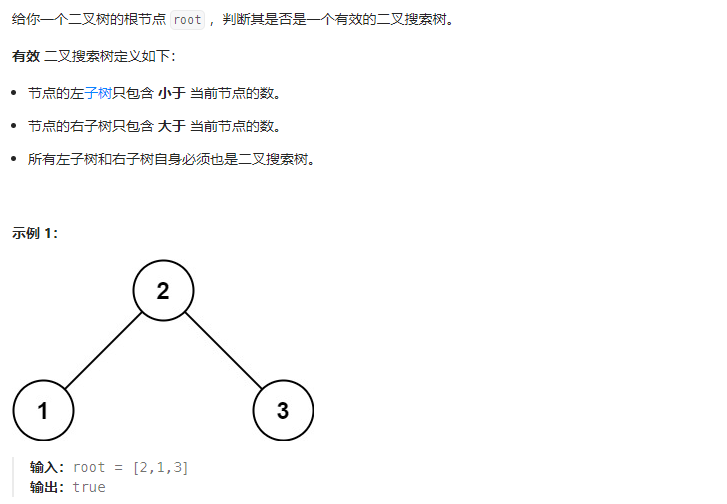 给你一个二叉树的根节点 root ，判断其是否是一个有效的二叉搜索树。
有效 二叉搜索树定义如下：
节点的左子树只包含 小于 当前节点的数。
节点的右子树只包含 大于 当前节点的数。
所有左子树和右子树自身必须也是二叉搜索树。
示例 1：
2
1 3
输入：root = [2,1,3]
输出：true